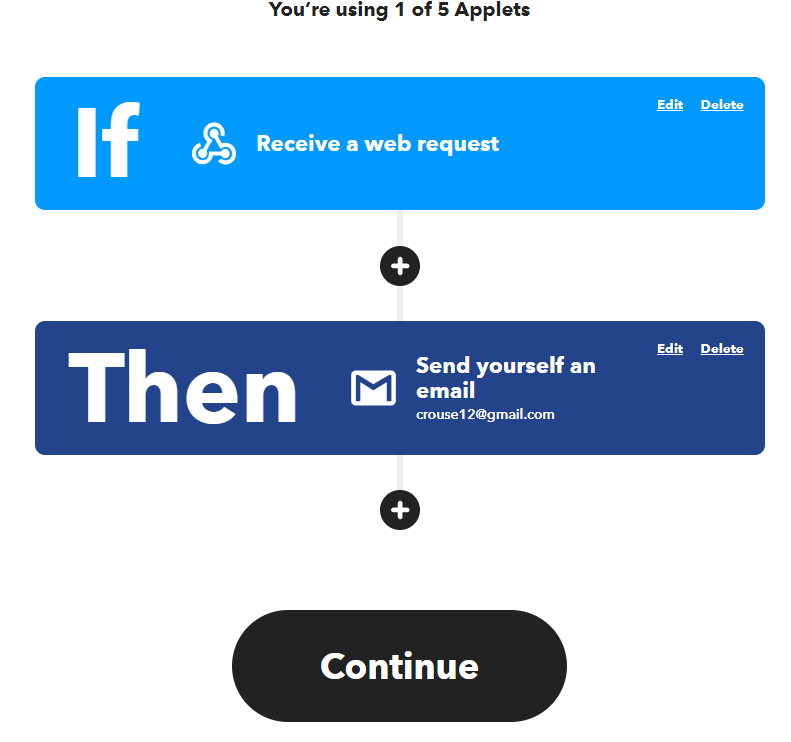 You’re using 1 of 5 Applets
If
Receive a web request
Edit Delete
Then
Send yourself an
email
crouse12@gmail.com
Edit Delete
Continue